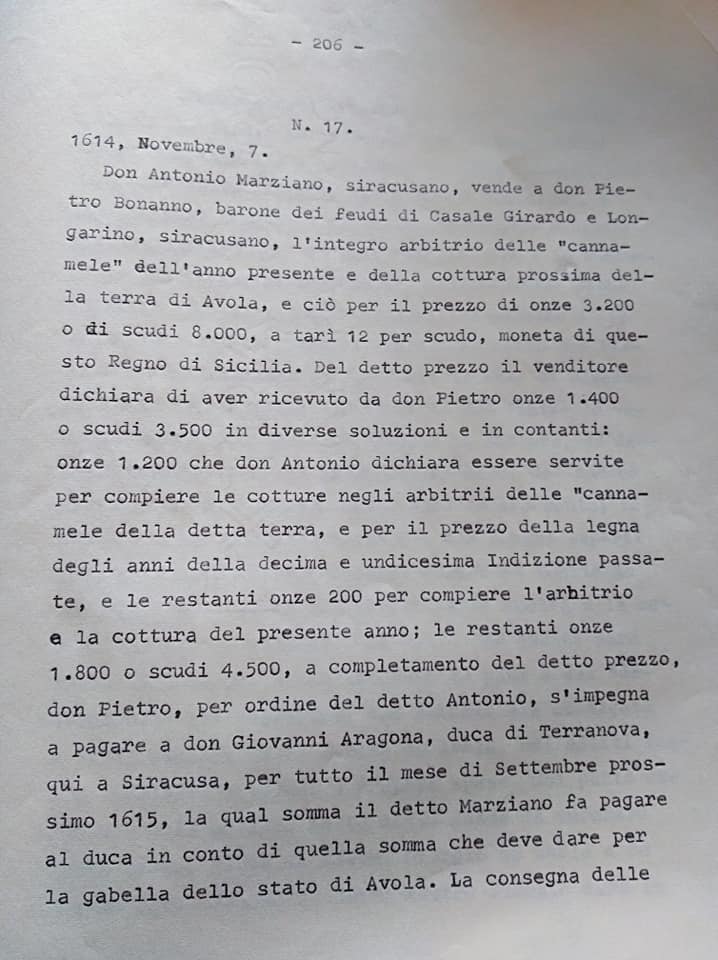 - 206 -
N. 17.
1614, Novembre, 7.
Don Antonio Marziano, siracusano, vende a don Pie-
tro Bonanno, barone dei feudi di Casale Girardo e Lon-
garino, siracusano, l'integro arbitrio delle "canna-
mele" dell'anno presente e della cottura prossima del-
la terra di Avola, e ciò per il prezzo di onze 3.200
o di scudi 8.000, a tarì 12 per scudo, moneta di que-
sto Regno di Sicilia. Del detto prezzo il venditore
dichiara di aver ricevuto da don Pietro onze 1.400
o scudi 3.500 in diverse soluzioni e in contanti:
onze 1.200 che don Antonio dichiara essere servite
per compiere le cotture negli arbitrii delle "canna-
mele della detta terra, e per il prezzo della legna
degli anni della decima e undicesima Indizione passa-
te, e le restanti onze 200 per compiere l'arbitrio
e la cottura del presente anno; le restanti onze
1.800 o scudi 4.500, a completamento del detto prezzo,
don Pietro, per ordine del detto Antonio, s'impegna
a pagare a don Giovanni Aragona, duca di Terranova,
qui a Siracusa, per tutto il mese di Settembre pros-
simo 1615, la qual somma il detto Marziano fa pagare
al duca in conto di quella somma che deve dare per
la gabella dello stato di Avola. La consegna delle